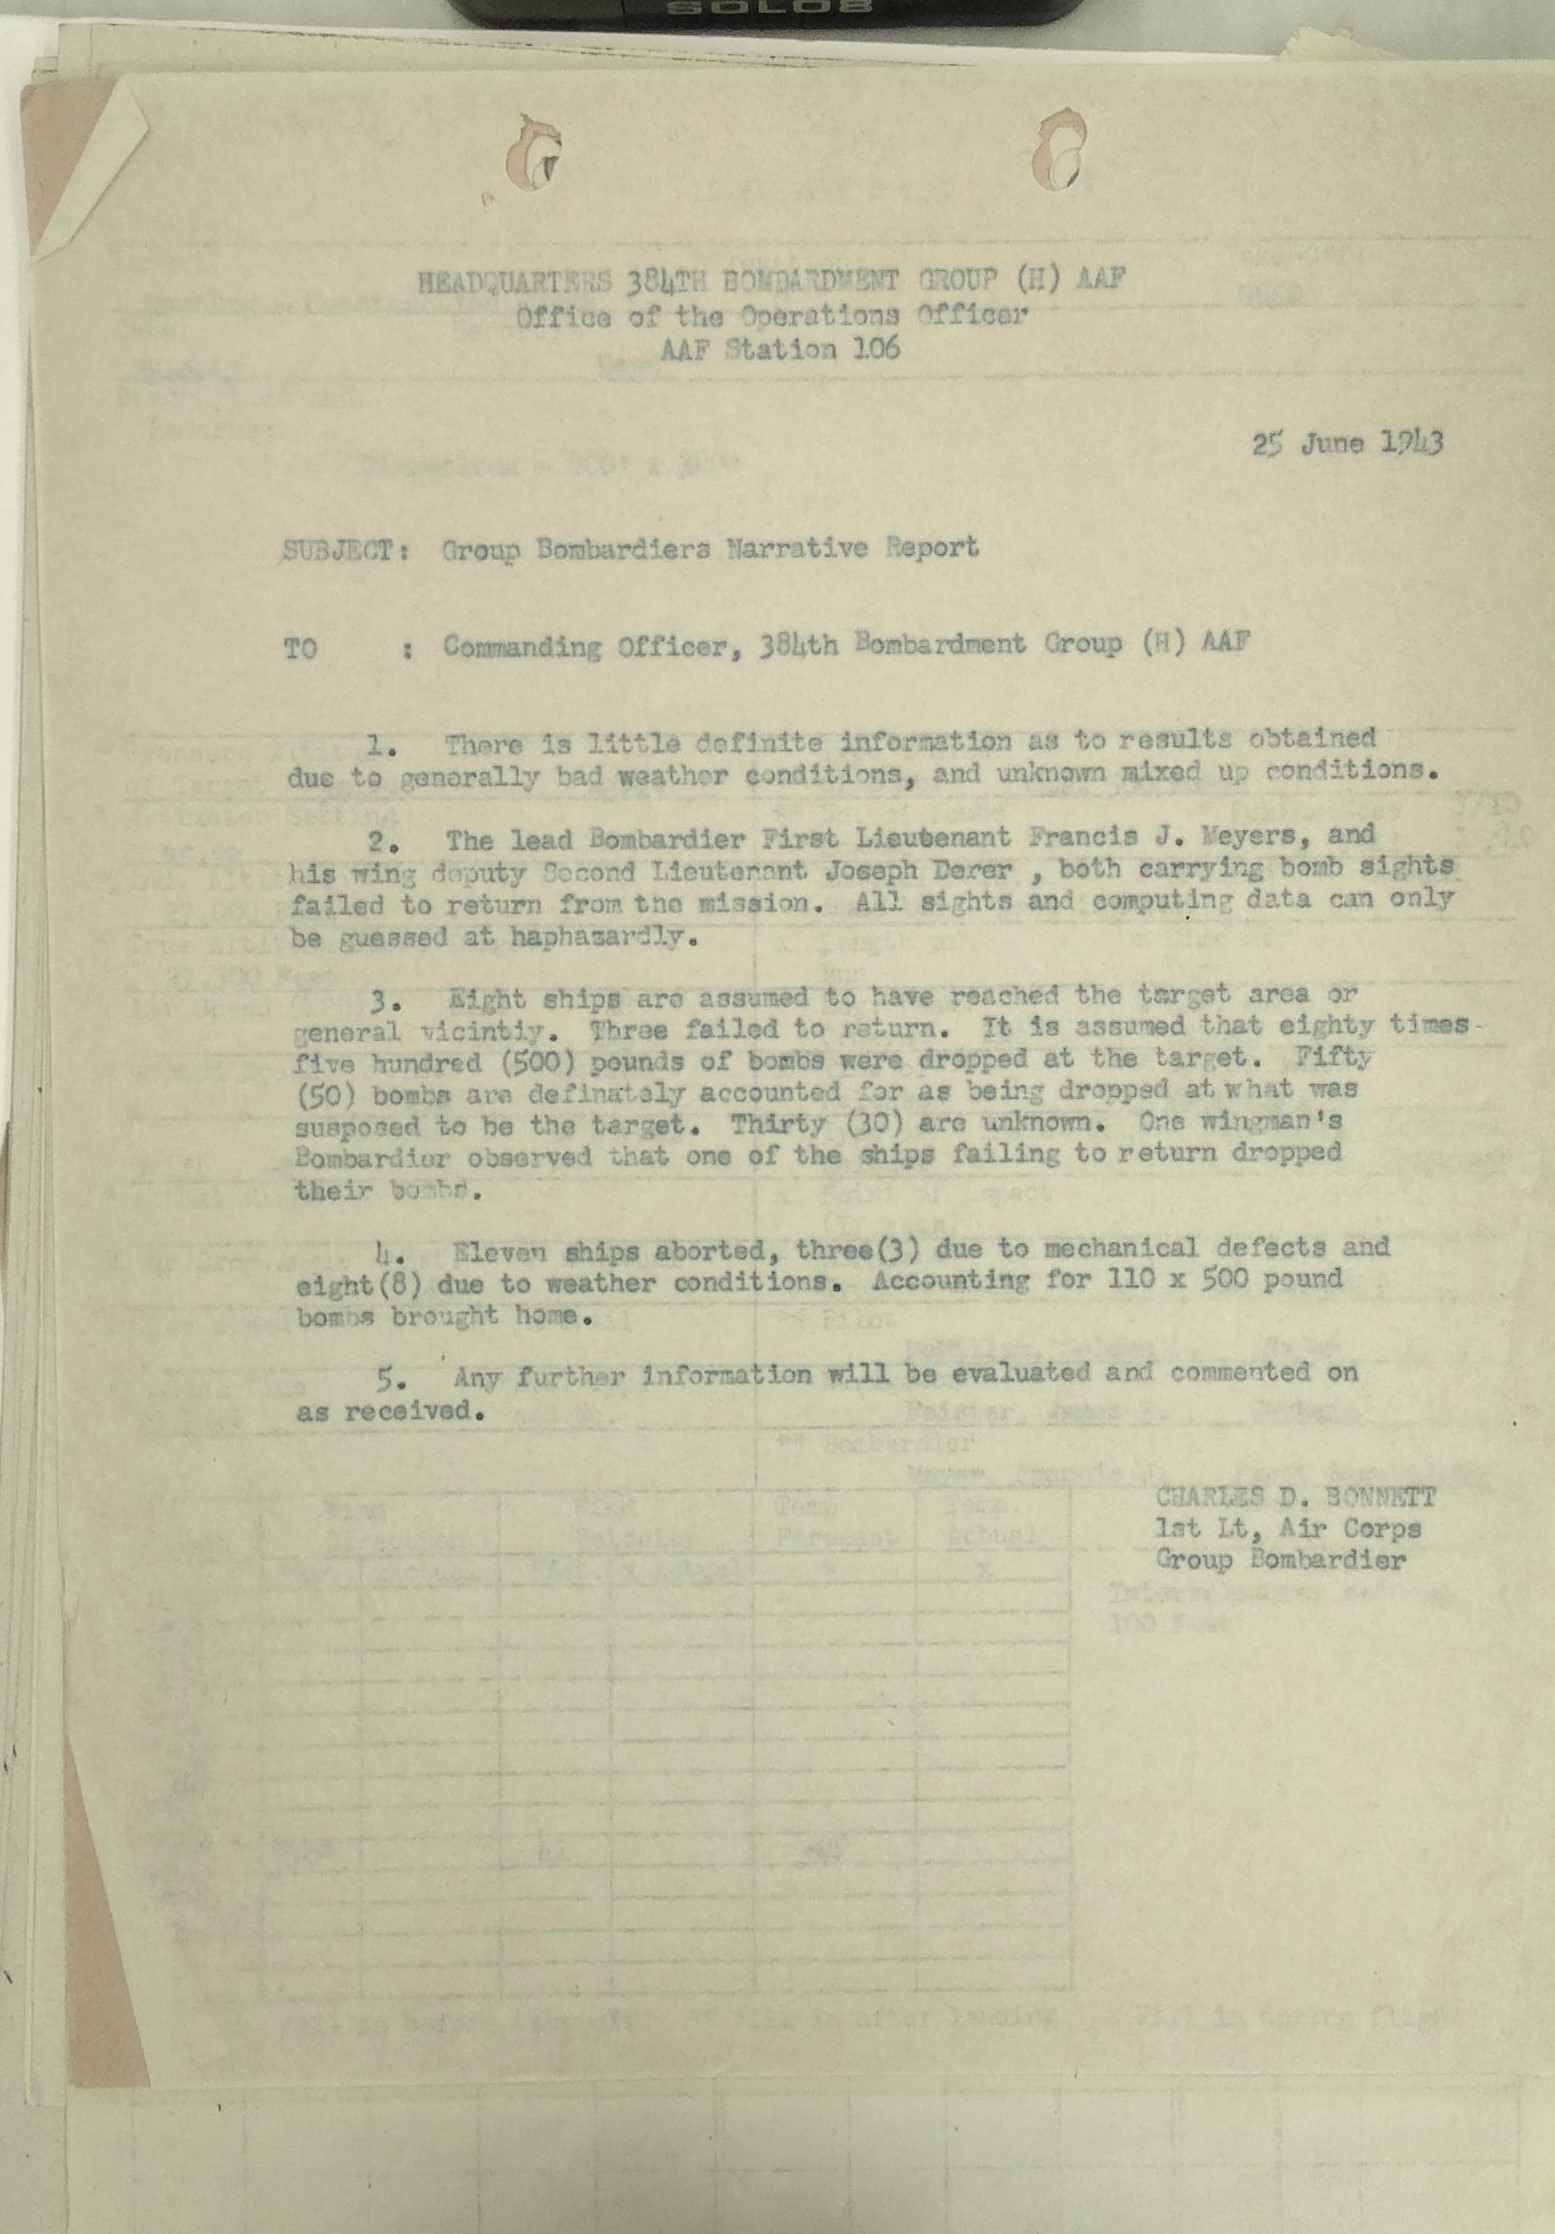 SOLO8
HEADQUARTERS 384TH BOMBARDMENT GROUP (H) AAF
Office of the Operations Officer
AAF Station 106
25 June 1943
SUBJECT: Group Bombardiers Narrative Report
TO : Commanding Officer, 384th Bombardment Group (H) AAF
1. There is little definite information as to results obtained
due to generally bad weather conditions, and unknown mixed up conditions.
2. The lead Bombardier First Lieutenant Francis J. Meyers, and
his wing deputy Second Lieutenant Joseph Derer , both carrying bomb sights
failed to return from the mission. All sights and computing data can only
be guessed at haphazardly.
3. Eight ships are assumed to have reached the target area or
general vicintiy. Three failed to return. It is assumed that eighty times
five hundred (500) pounds of bombs were dropped at the target. Fifty
(50) bombs are definately accounted for as being dropped at what was
susposed to be the target. Thirty (30) are unknown. One wingman's
Bombardier observed that one of the ships failing to return dropped
their bombs.
4. Eleven ships aborted, three(3) due to mechanical defects and
eight(8) due to weather conditions. Accounting for 110 x 500 pound
bombs brought home.
5. Any further information will be evaluated and commented on
as received.
CHARLES D. BONNETT
1st Lt, Air Corps
Group Bombardier